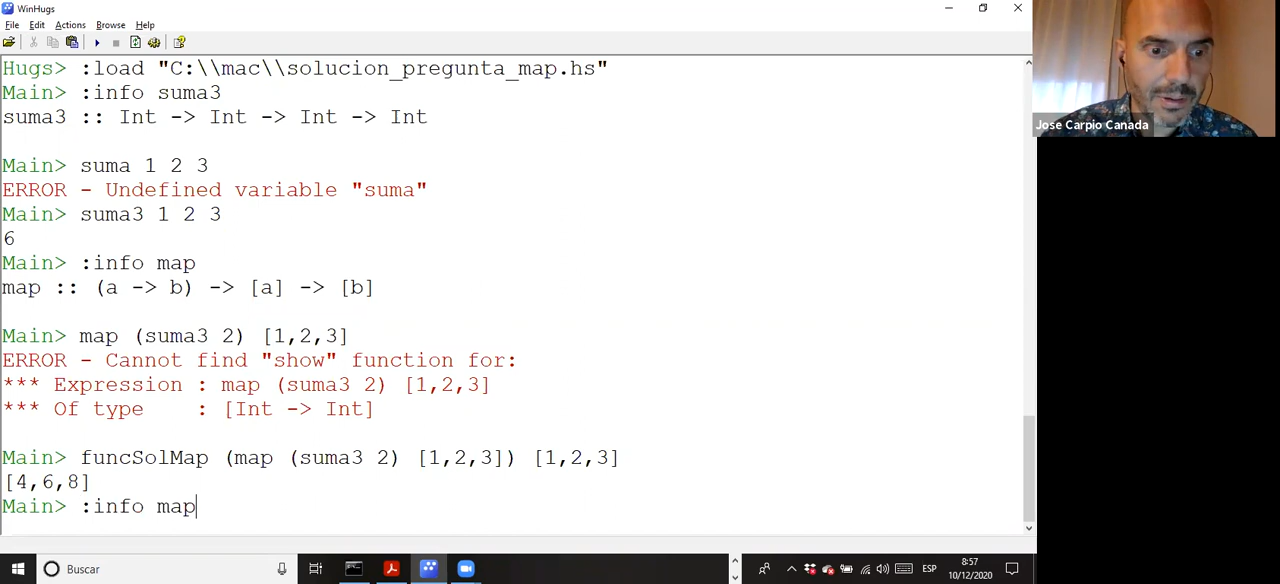 WinHugs
File Edit Actions Browse Help
Hugs> :load "C:\\mac\\solucion_pregunta_map.hs"
Main> :info suma3
suma3 :: Int -> Int -> Int -> Int
Main> suma 1 2 3
ERROR - Undefined variable "suma"
Main> suma3 1 2 3
6
Main> :info map
map :: (a -> b) -> [a] -> [b]
Main> map (suma3 2) [1,2,3]
ERROR - Cannot find "show" function for:
*** Expression : map (suma3 2) [1,2,3]
*** Of type : [Int -> Int]
Main> funcSolMap (map (suma3 2) [1,2,3]) [1,2,3]
[4,6,8]
Main> :info map
Jose Carpio Canada
Buscar
ESP
8:57
10/12/2020